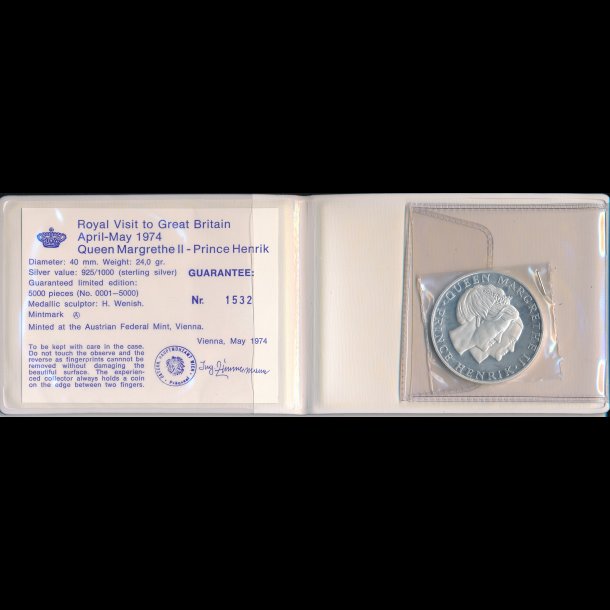 Royal Visit to Great Britain
April-May 1974
Queen Margrethe II - Prince Henrik
Diameter: 40 mm. Weight: 24,0 gr.
Silver value: 925/1000 (sterling silver) GUARANTEE:
Guaranteed limited edition:
5000 pieces (No. 0001—5000) Nr. 1532
Medallic sculptor: H. Wenish.
Mintmark Ⓐ
Minted at the Austrian Federal Mint, Vienna.
Vienna, May 1974
To be kept with care in the case.
Do not touch the observe and the
reverse as fingerprints cannnot be
removed without damaging the
beautiful surface. The experien-
ced collector always holds a coin
on the edge between two fingers.
HAUPTMÜNZAMT WIEN
PRINCE HENRIK · QUEEN MARGRETHE II ·